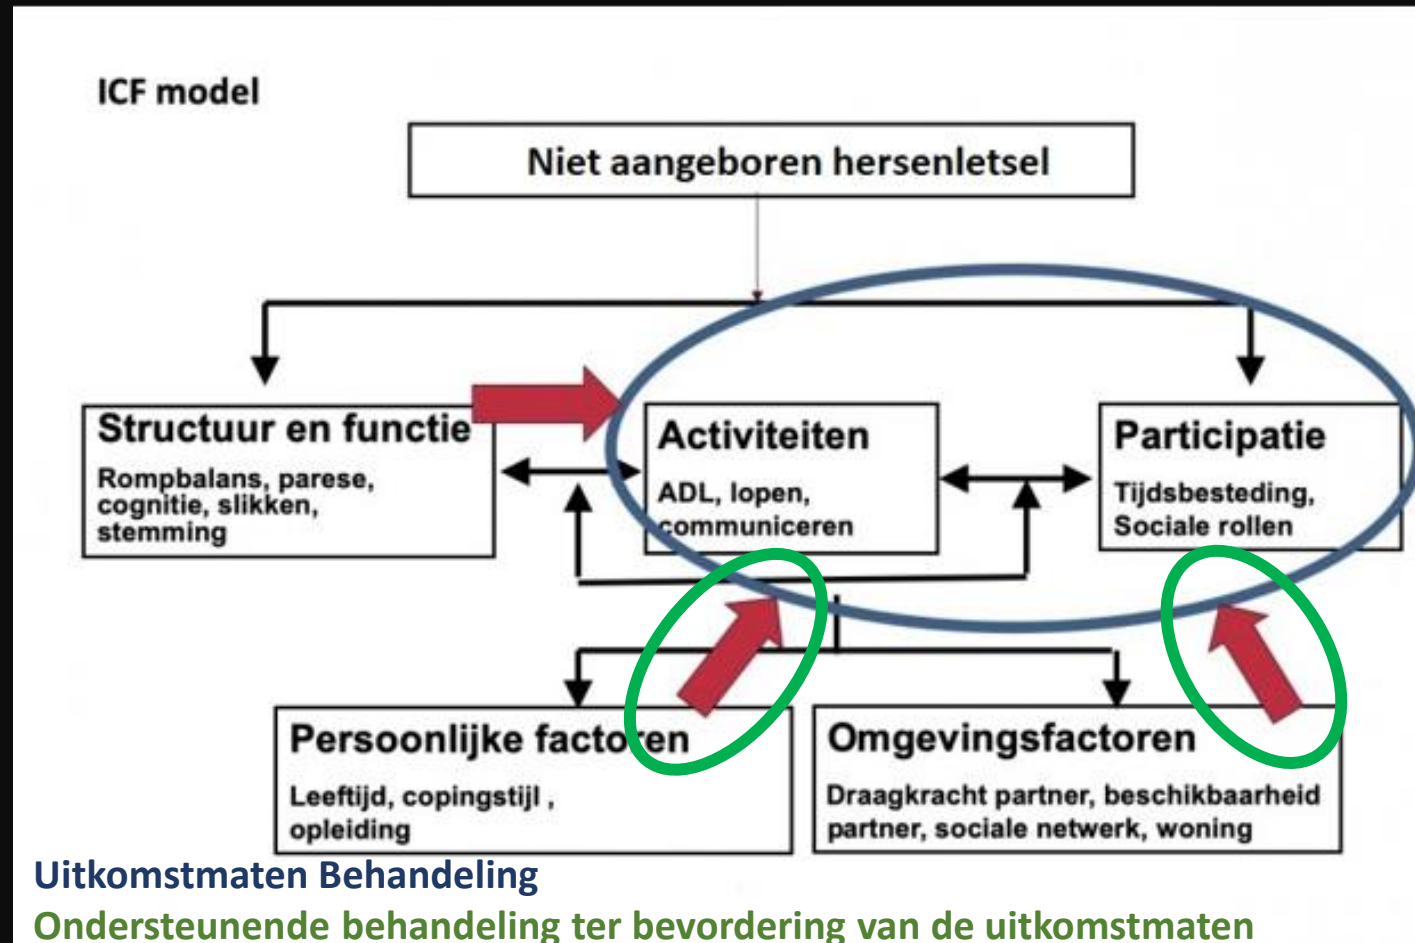 ICF model
Niet aangeboren hersenletsel
Structuur en functie
Rompbalans, parese,
cognitie, slikken,
stemming
Activiteiten
ADL, lopen,
communiceren
Participatie
Tijdsbesteding,
Sociale rollen
Persoonlijke factoren
Leeftijd, copingstijl ,
opleiding
Omgevingsfactoren
Draagkracht partner, beschikbaarheid
partner, sociale netwerk, woning
Uitkomstmaten Behandeling
Ondersteunende behandeling ter bevordering van de uitkomstmaten